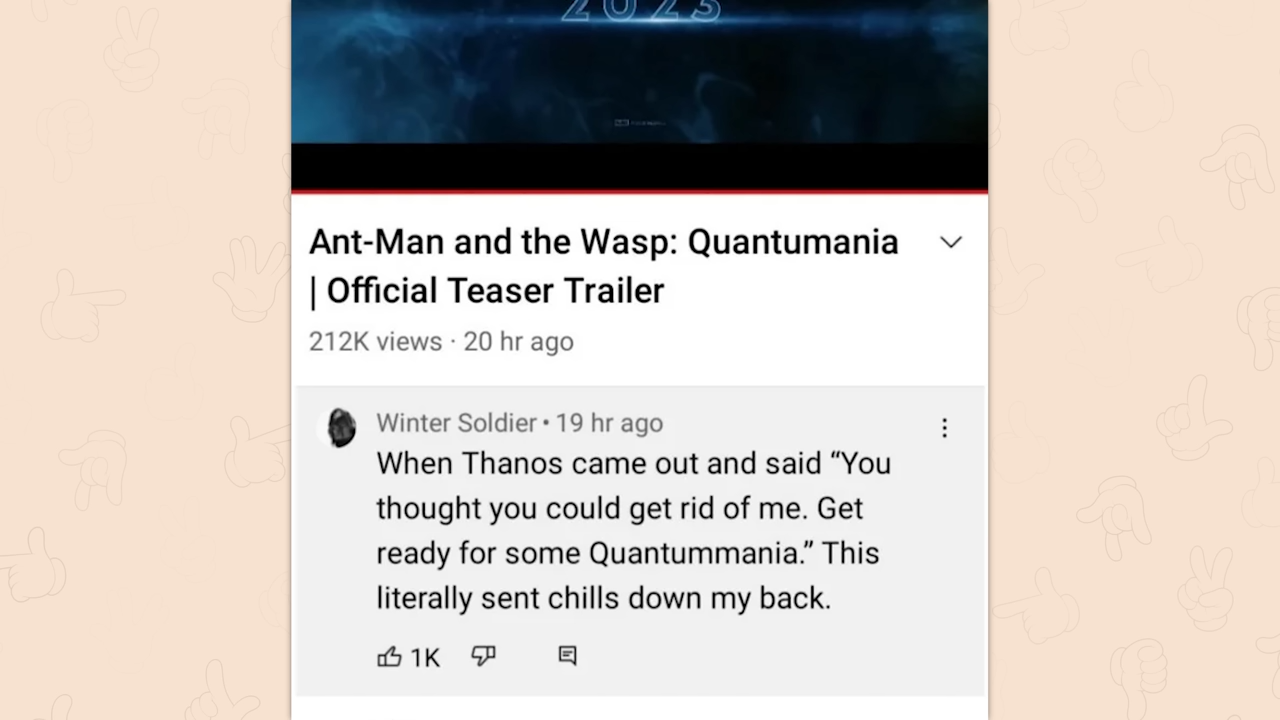 2023
Ant-Man and the Wasp: Quantumania
| Official Teaser Trailer
212K views · 20 hr ago
Winter Soldier • 19 hr ago
When Thanos came out and said “You
thought you could get rid of me. Get
ready for some Quantummania.” This
literally sent chills down my back.
1K